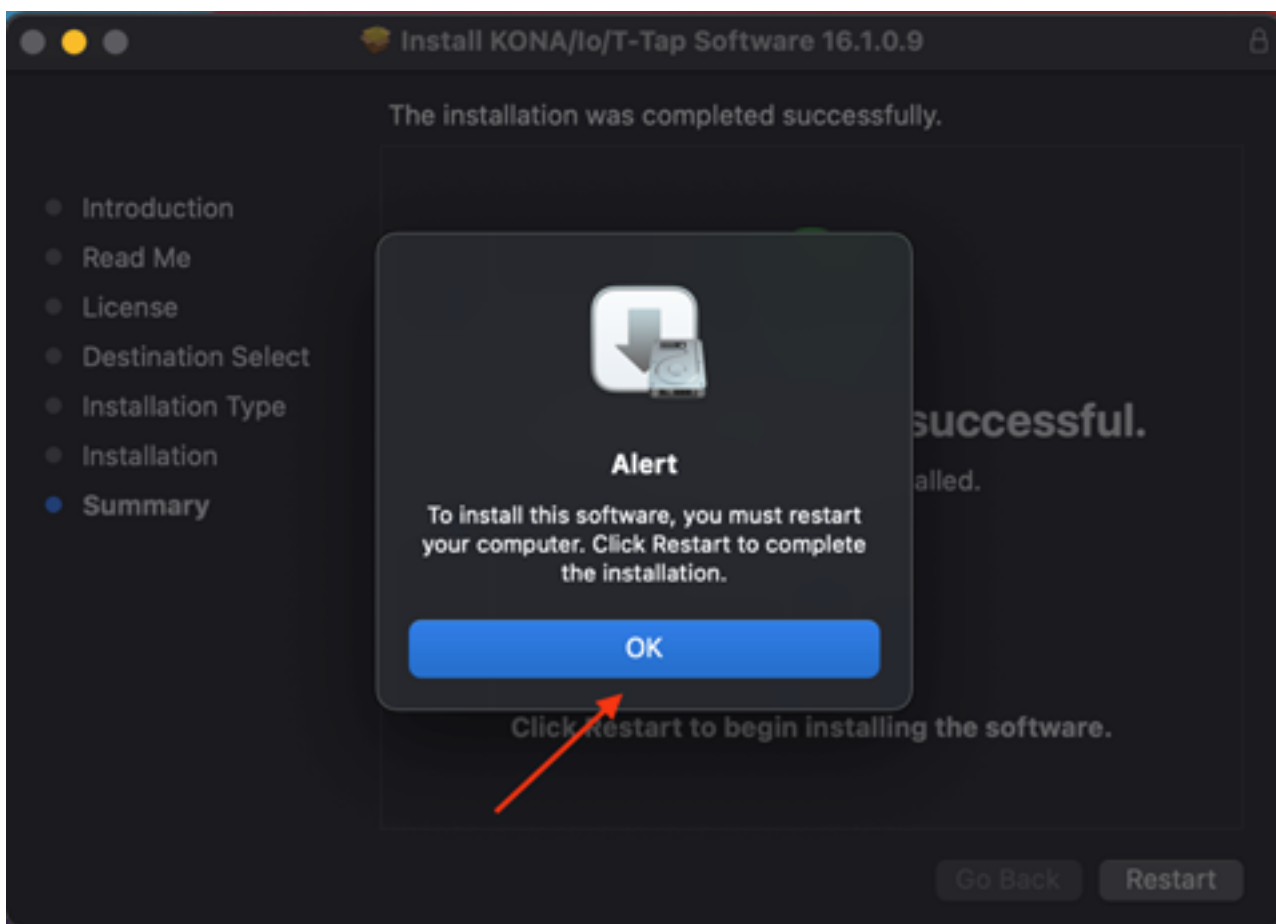 Install KONA/Io/T-Tap Software 16.1.0.9
The installation was completed successfully.
Introduction
Read Me
License
Destination Select
Installation Type
Installation
Summary
successful.
alled.
Alert
To install this software, you must restart
your computer. Click Restart to complete
the installation.
OK
Click Restart to begin installing the software.
Go Back
Restart